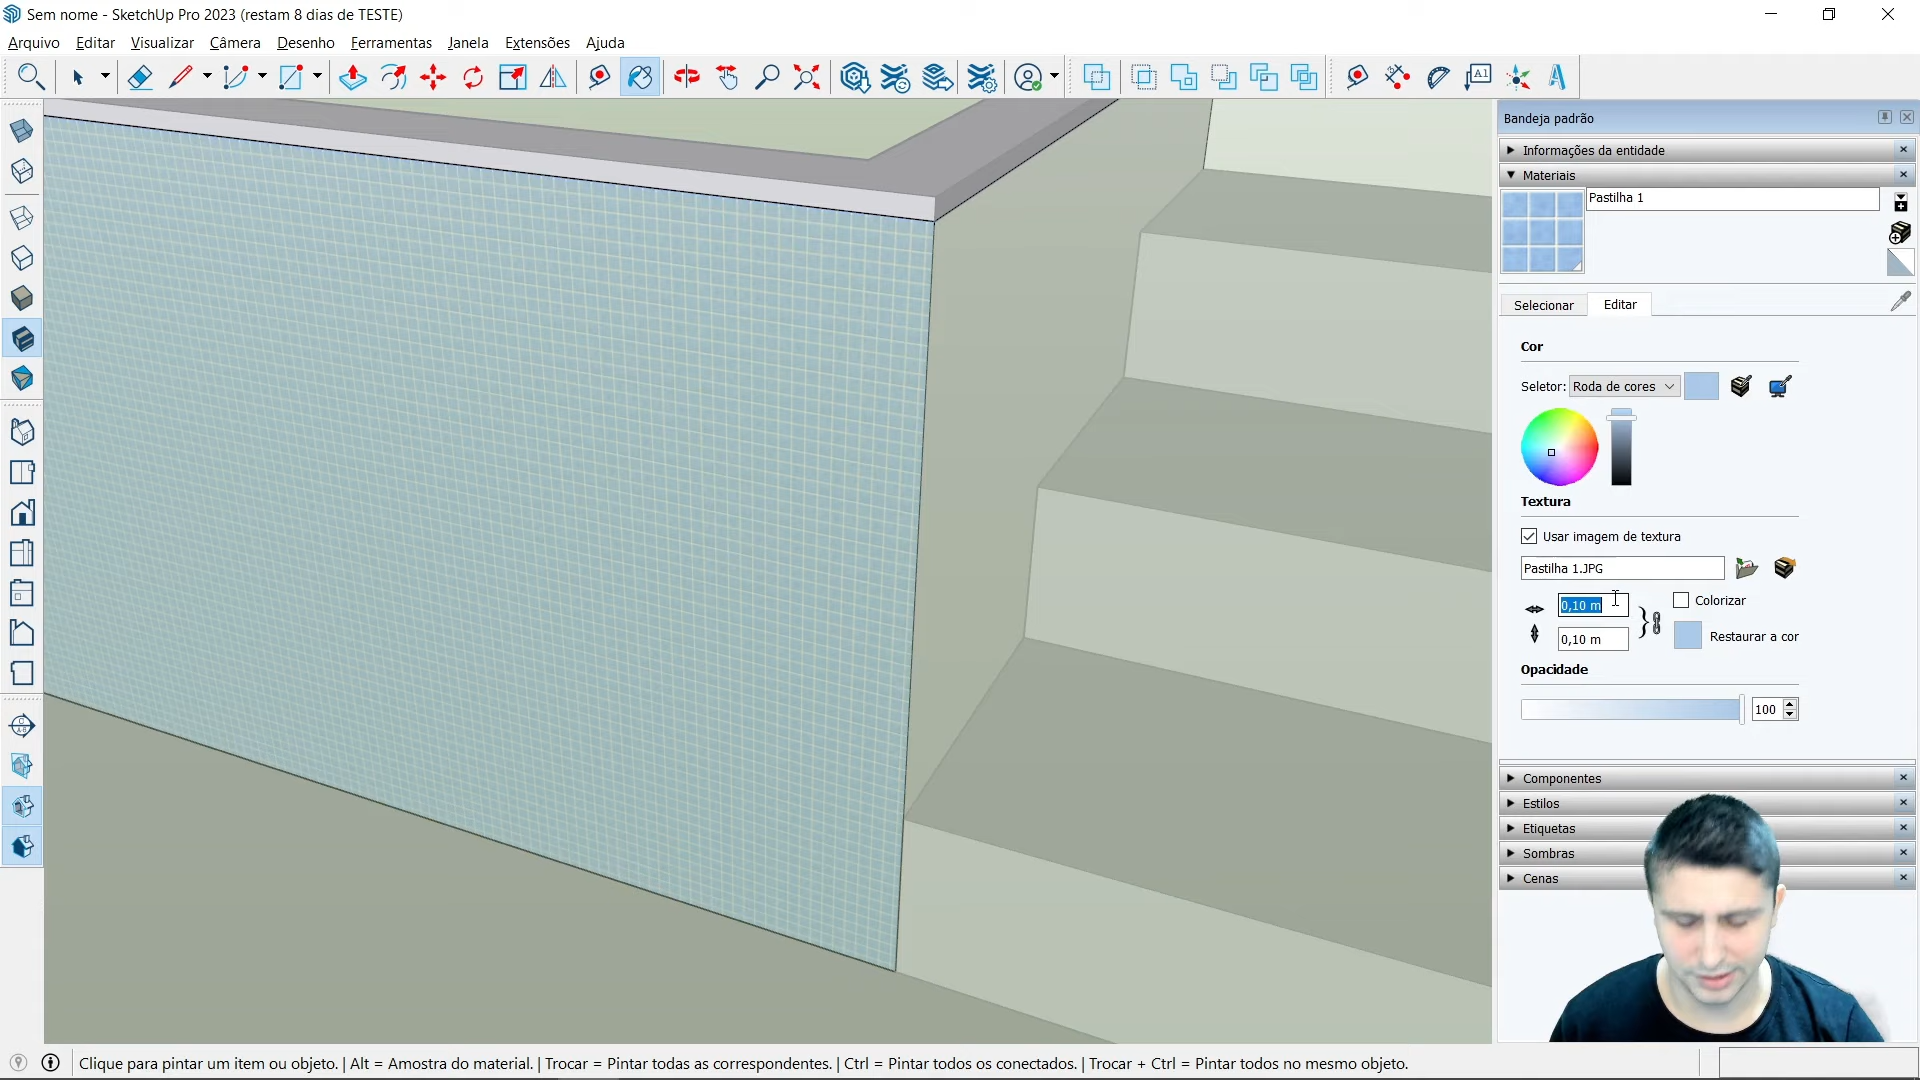 Sem nome - SketchUp Pro 2023 (restam 8 dias de TESTE)
Arquivo Editar Visualizar Câmera Desenho Ferramentas Janela Extensões Ajuda
A1
Bandeja padrão
Informações da entidade
Materiais
Pastilha 1
Selecionar Editar
Cor
Seletor: Roda de cores
Textura
Usar imagem de textura
Pastilha 1.JPG
0,10 m Colorizar
0,10 m Restaurar a cor
Opacidade
100
Componentes
Estilos
Etiquetas
Sombras
Cenas
Clique para pintar um item ou objeto. | Alt = Amostra do material. | Trocar = Pintar todas as correspondentes. | Ctrl = Pintar todos os conectados. | Trocar + Ctrl = Pintar todos no mesmo objeto.